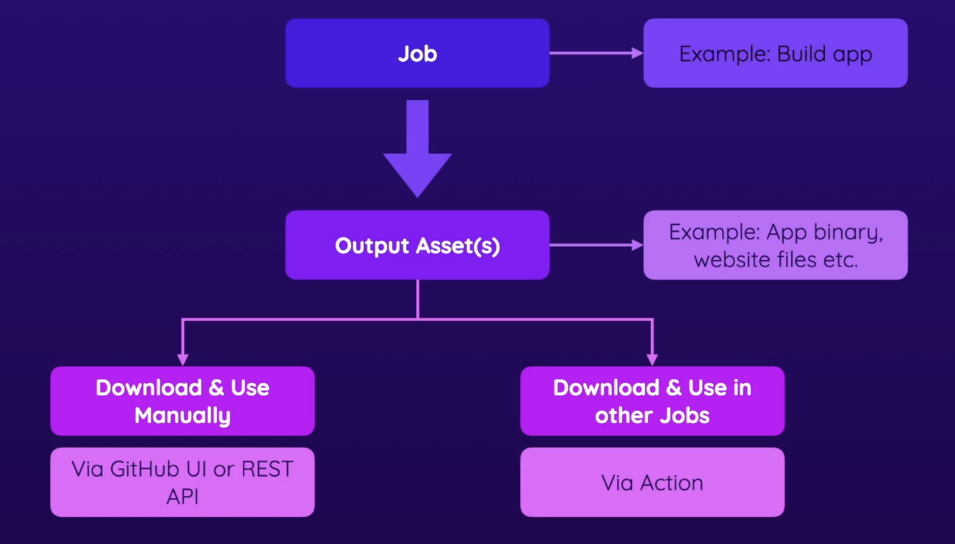 Job
Example: Build app
Output Asset(s)
Example: App binary,
website files etc.
Download & Use
Manually
Via GitHub UI or REST
API
Download & Use in
other Jobs
Via Action